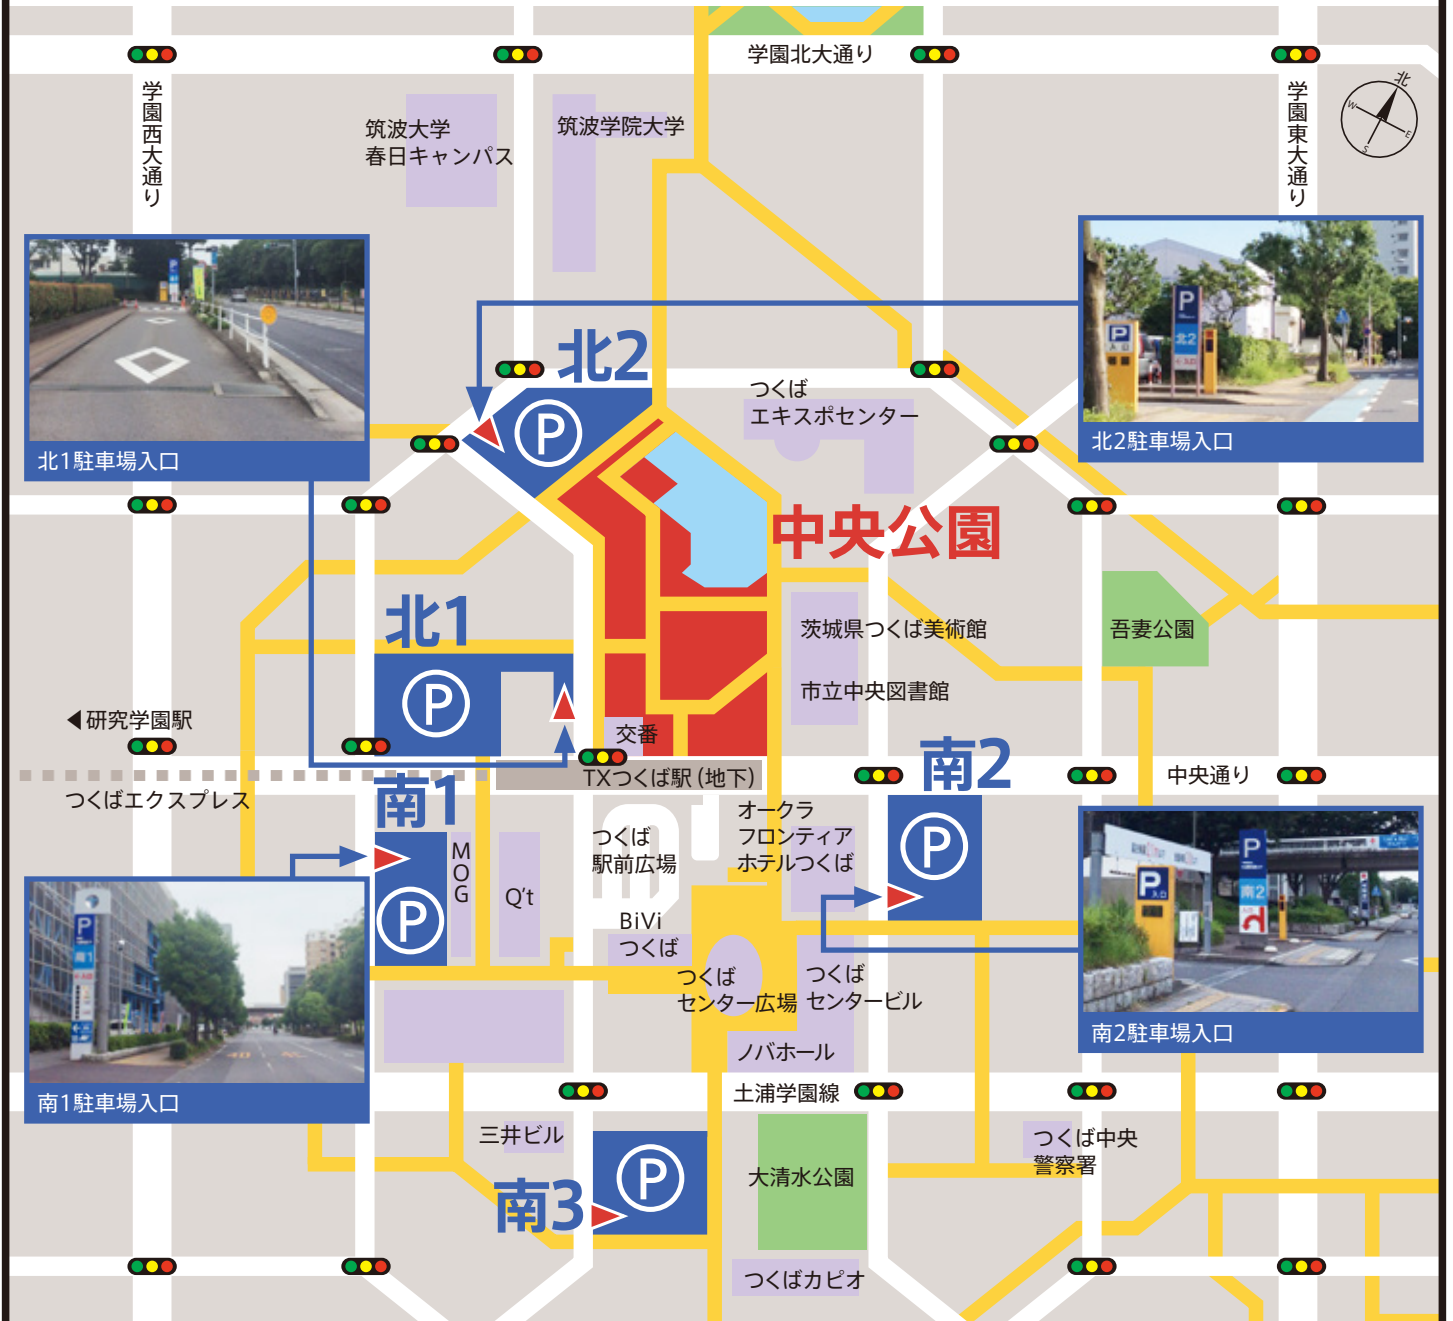 学園北大通り
学園西大通り
学園東大通り
北
W
E
S
筑波大学
春日キャンパス
筑波学院大学
北1駐車場入口
P
入口
P
北2
北2駐車場入口
北2
P
つくば
エキスポセンター
中央公園
北1
P
茨城県つくば美術館
市立中央図書館
吾妻公園
研究学園駅
交番
TXつくば駅（地下）
つくばエクスプレス
南1
南2
中央通り
P
MOG
Q't
つくば
駅前広場
オークラ
フロンティア
ホテルつくば
P
BiVi
つくば
つくば
センター広場
つくば
センタービル
ノバホール
P
南1
南1駐車場入口
P
入口
P
南2
南2駐車場入口
土浦学園線
三井ビル
南3
P
大清水公園
つくば中央
警察署
つくばカピオ